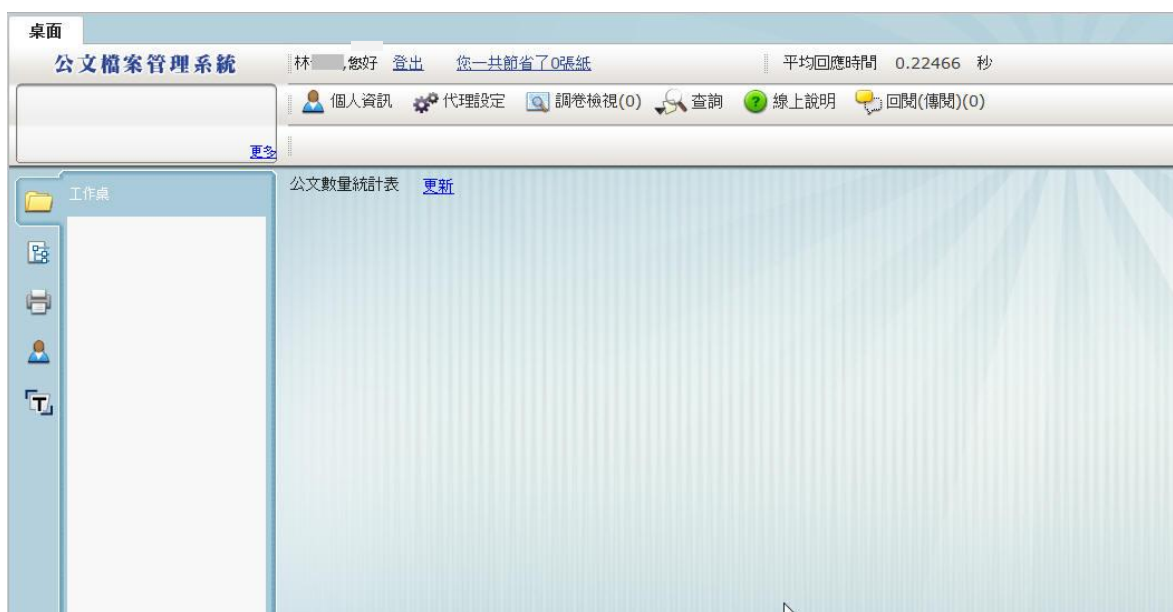 桌面
公文檔案管理系統
林 ,您好 登出 您一共節省了0張紙 平均回應時間 0.22466 秒
個人資訊 代理設定 調卷檢視(0) 查詢 線上說明 回閱(傳閱)(0)
更多
工作桌
公文數量統計表 更新
T